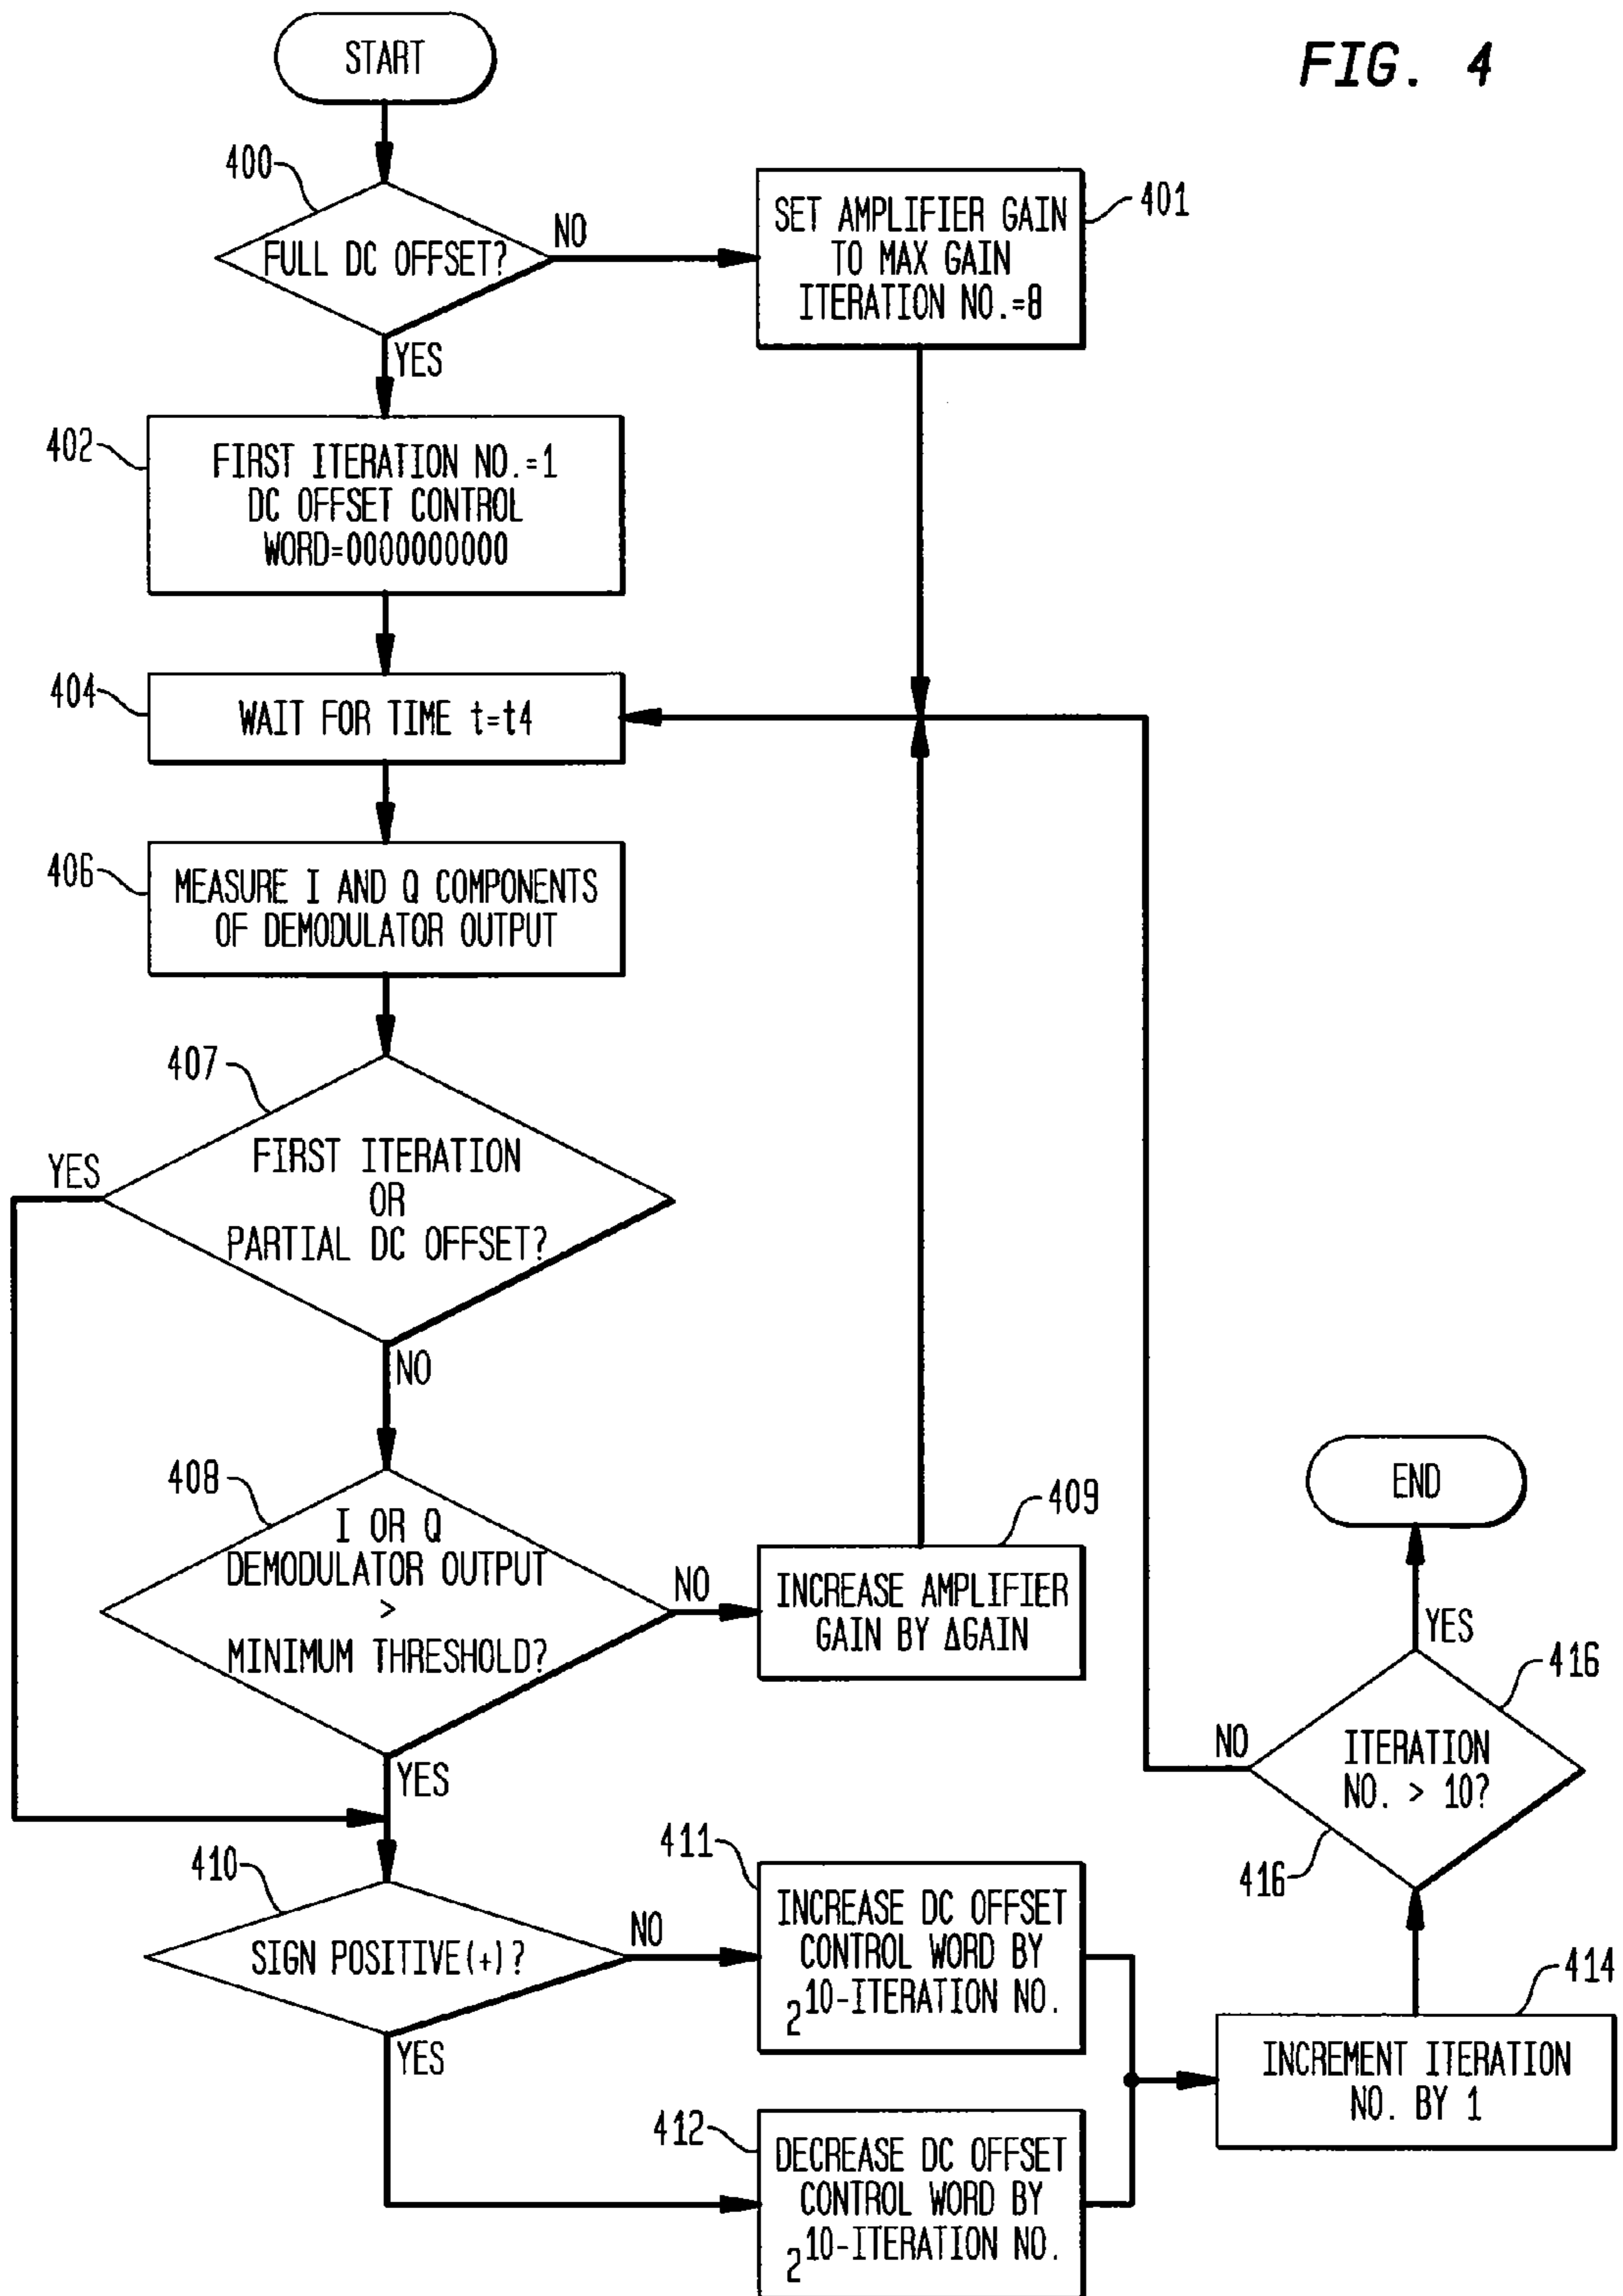 FIG. 4
START
400
FULL DC OFFSET?
NO
YES
SET AMPLIFIER GAIN
TO MAX GAIN
ITERATION NO.=8
401
402
FIRST ITERATION NO.=1
DC OFFSET CONTROL
WORD=0000000000
404
WAIT FOR TIME t=t4
406
MEASURE I AND Q COMPONENTS
OF DEMODULATOR OUTPUT
407
FIRST ITERATION
OR
PARTIAL DC OFFSET?
YES
NO
408
I OR Q
DEMODULATOR OUTPUT
>
MINIMUM THRESHOLD?
NO
YES
409
INCREASE AMPLIFIER
GAIN BY ΔGAIN
410
SIGN POSITIVE(+)?
NO
YES
411
INCREASE DC OFFSET
CONTROL WORD BY
2^10-ITERATION NO.
412
DECREASE DC OFFSET
CONTROL WORD BY
2^10-ITERATION NO.
414
INCREMENT ITERATION
NO. BY 1
416
ITERATION
NO. > 10?
416
NO
YES
END